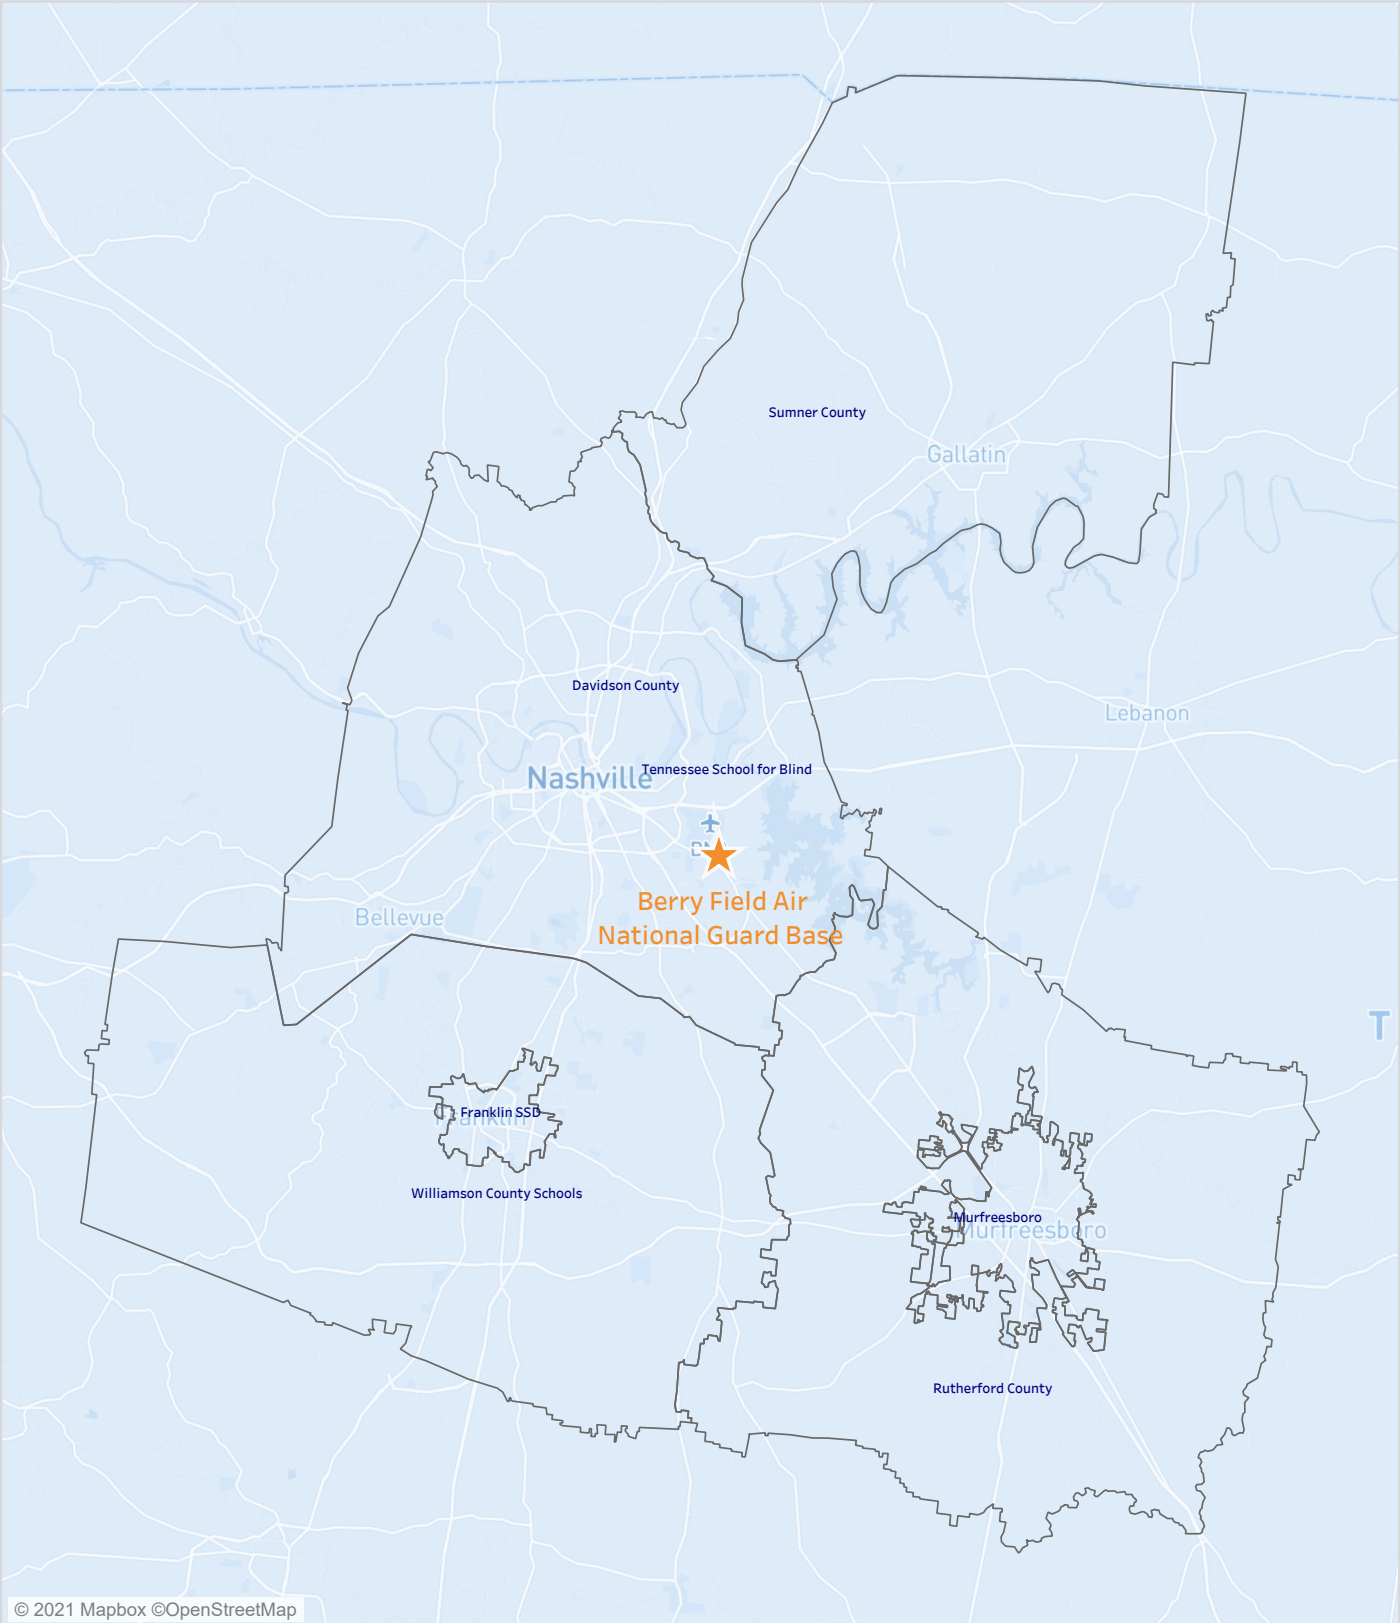 Sumner County
Gallatin
Davidson County
Lebanon
Tennessee School for Blind
Nashville
Berry Field Air
National Guard Base
Bellevue
T
Franklin SSD
Franklin
Williamson County Schools
Murfreesboro
Murfreesboro
Rutherford County
© 2021 Mapbox ©OpenStreetMap